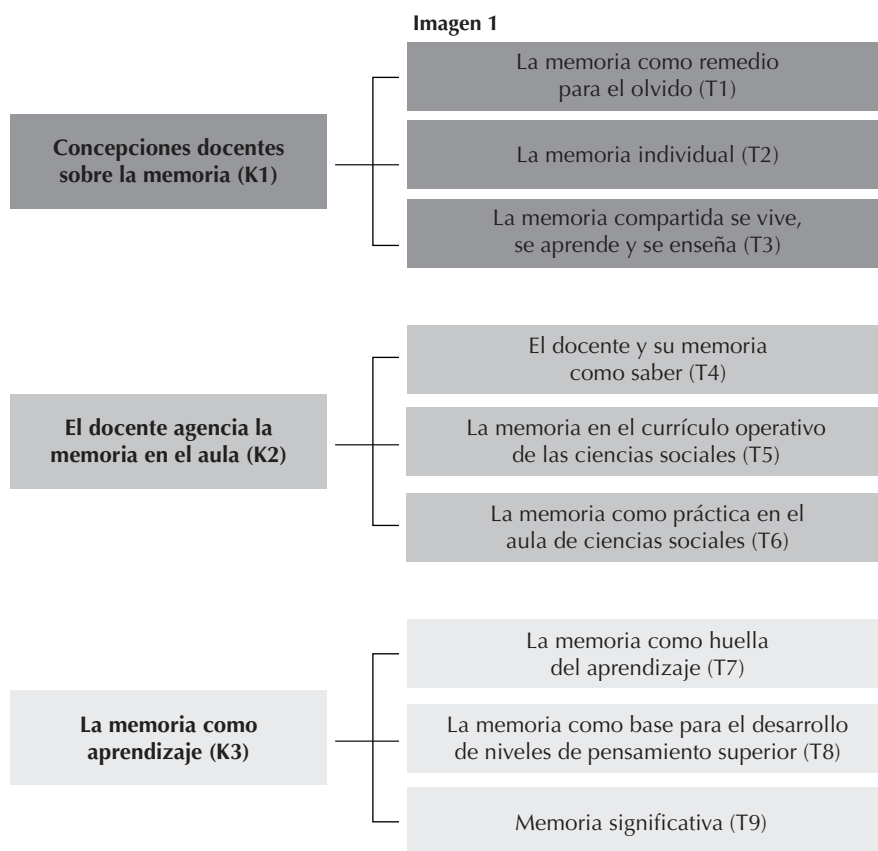 Imagen 1
Concepciones docentes
sobre la memoria (K1)
La memoria como remedio
para el olvido (T1)
La memoria individual (T2)
La memoria compartida se vive,
se aprende y se enseña (T3)
El docente agencia la
memoria en el aula (K2)
El docente y su memoria
como saber (T4)
La memoria en el currículo operativo
de las ciencias sociales (T5)
La memoria como práctica en el
aula de ciencias sociales (T6)
La memoria como
aprendizaje (K3)
La memoria como huella
del aprendizaje (T7)
La memoria como base para el desarrollo
de niveles de pensamiento superior (T8)
Memoria significativa (T9)